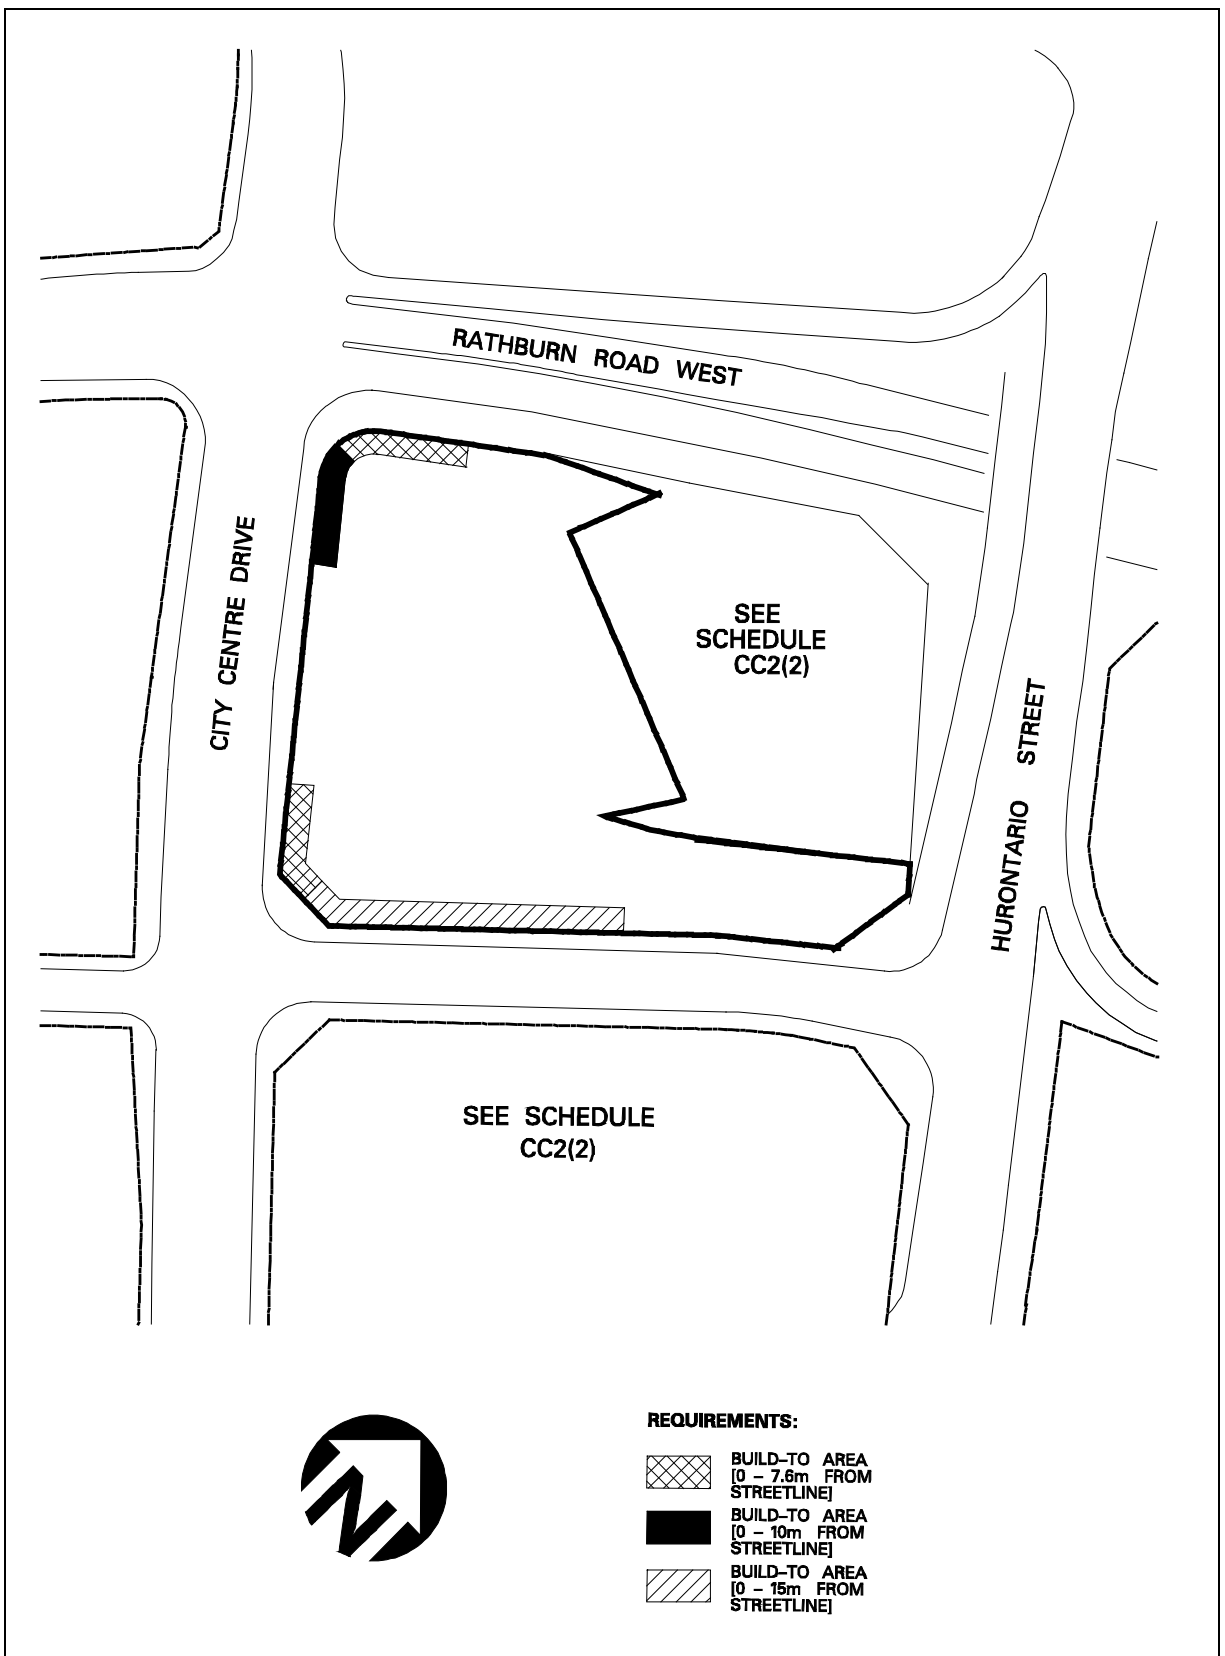 RATHBURN ROAD WEST
CITY CENTRE DRIVE
SEE
SCHEDULE
CC2(2)
HURONTARIO STREET
SEE SCHEDULE
CC2(2)
N
REQUIREMENTS:
BUILD–TO AREA
[0 – 7.6m FROM
STREETLINE]
BUILD–TO AREA
[0 – 10m FROM
STREETLINE]
BUILD–TO AREA
[0 – 15m FROM
STREETLINE]